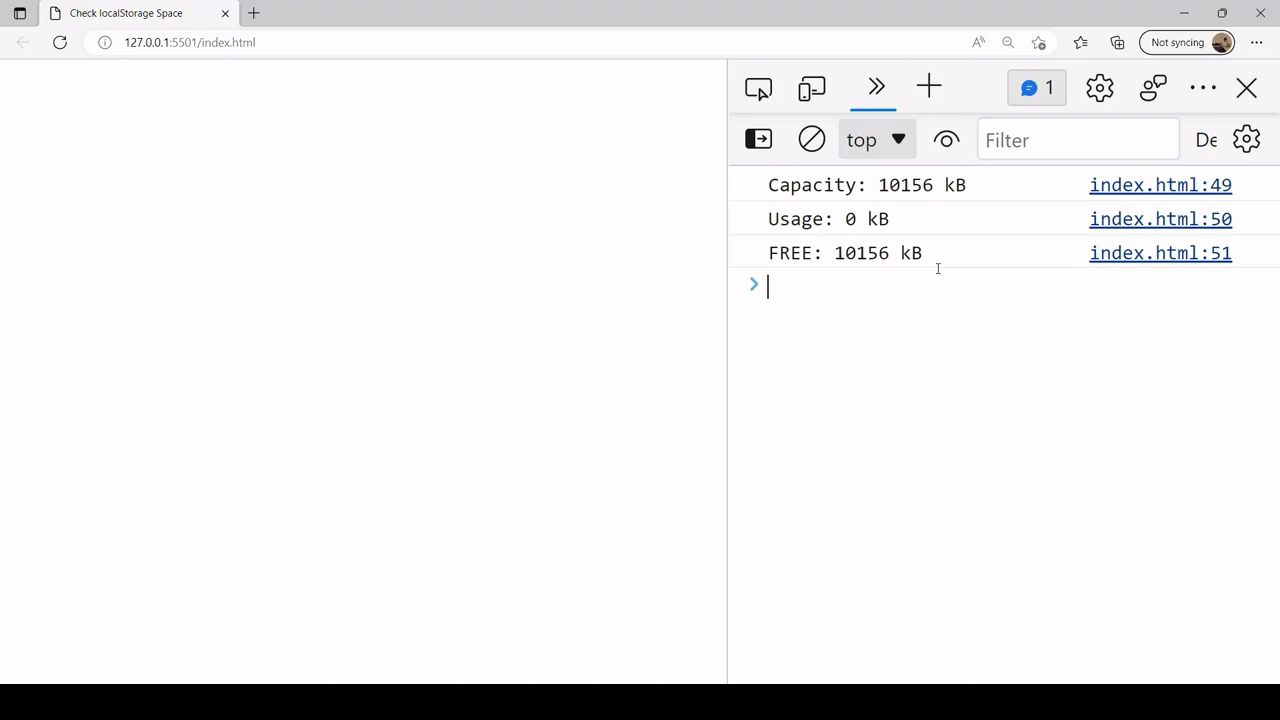 Check localStorage Space
127.0.0.1:5501/index.html
Not syncing
1
top
Filter
De
Capacity: 10156 kB index.html:49
Usage: 0 kB index.html:50
FREE: 10156 kB index.html:51